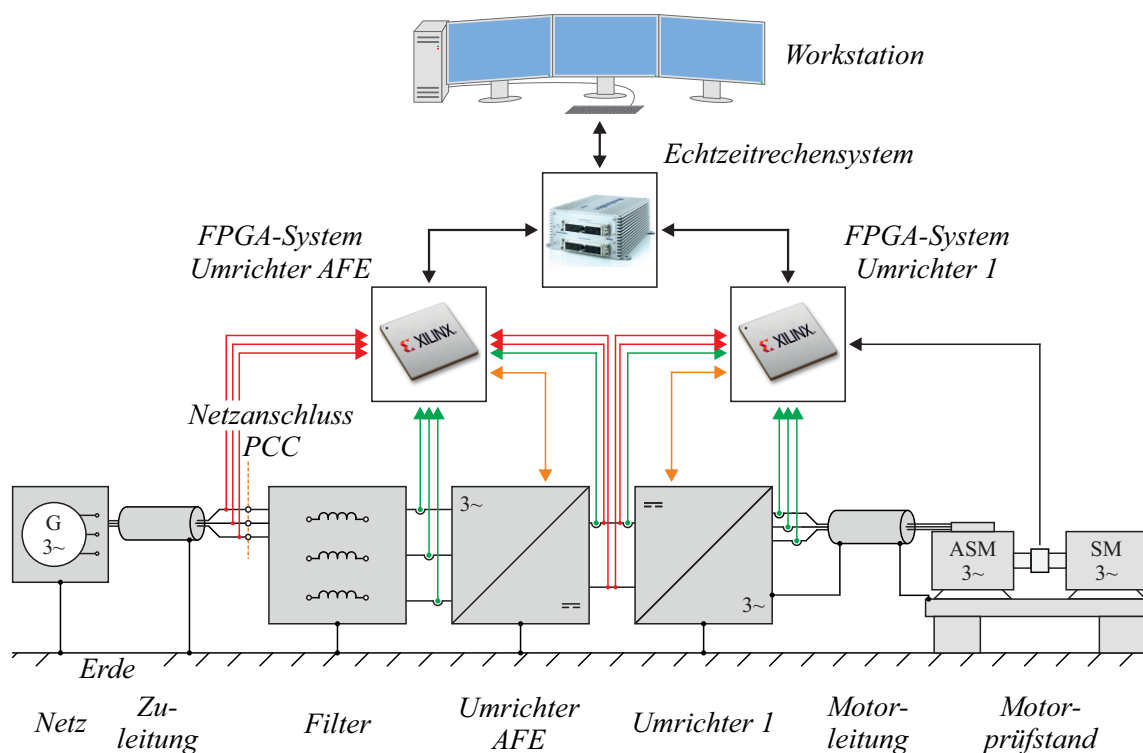 Workstation
Echtzeitrechensystem
FPGA-System
Umrichter AFE
FPGA-System
Umrichter 1
XILINX
XILINX
Netzanschluss
PCC
G
3~
3~
3~
ASM
3~
SM
3~
Erde
Netz
Zu-
leitung
Filter
Umrichter
AFE
Umrichter 1
Motor-
leitung
Motor-
prüfstand